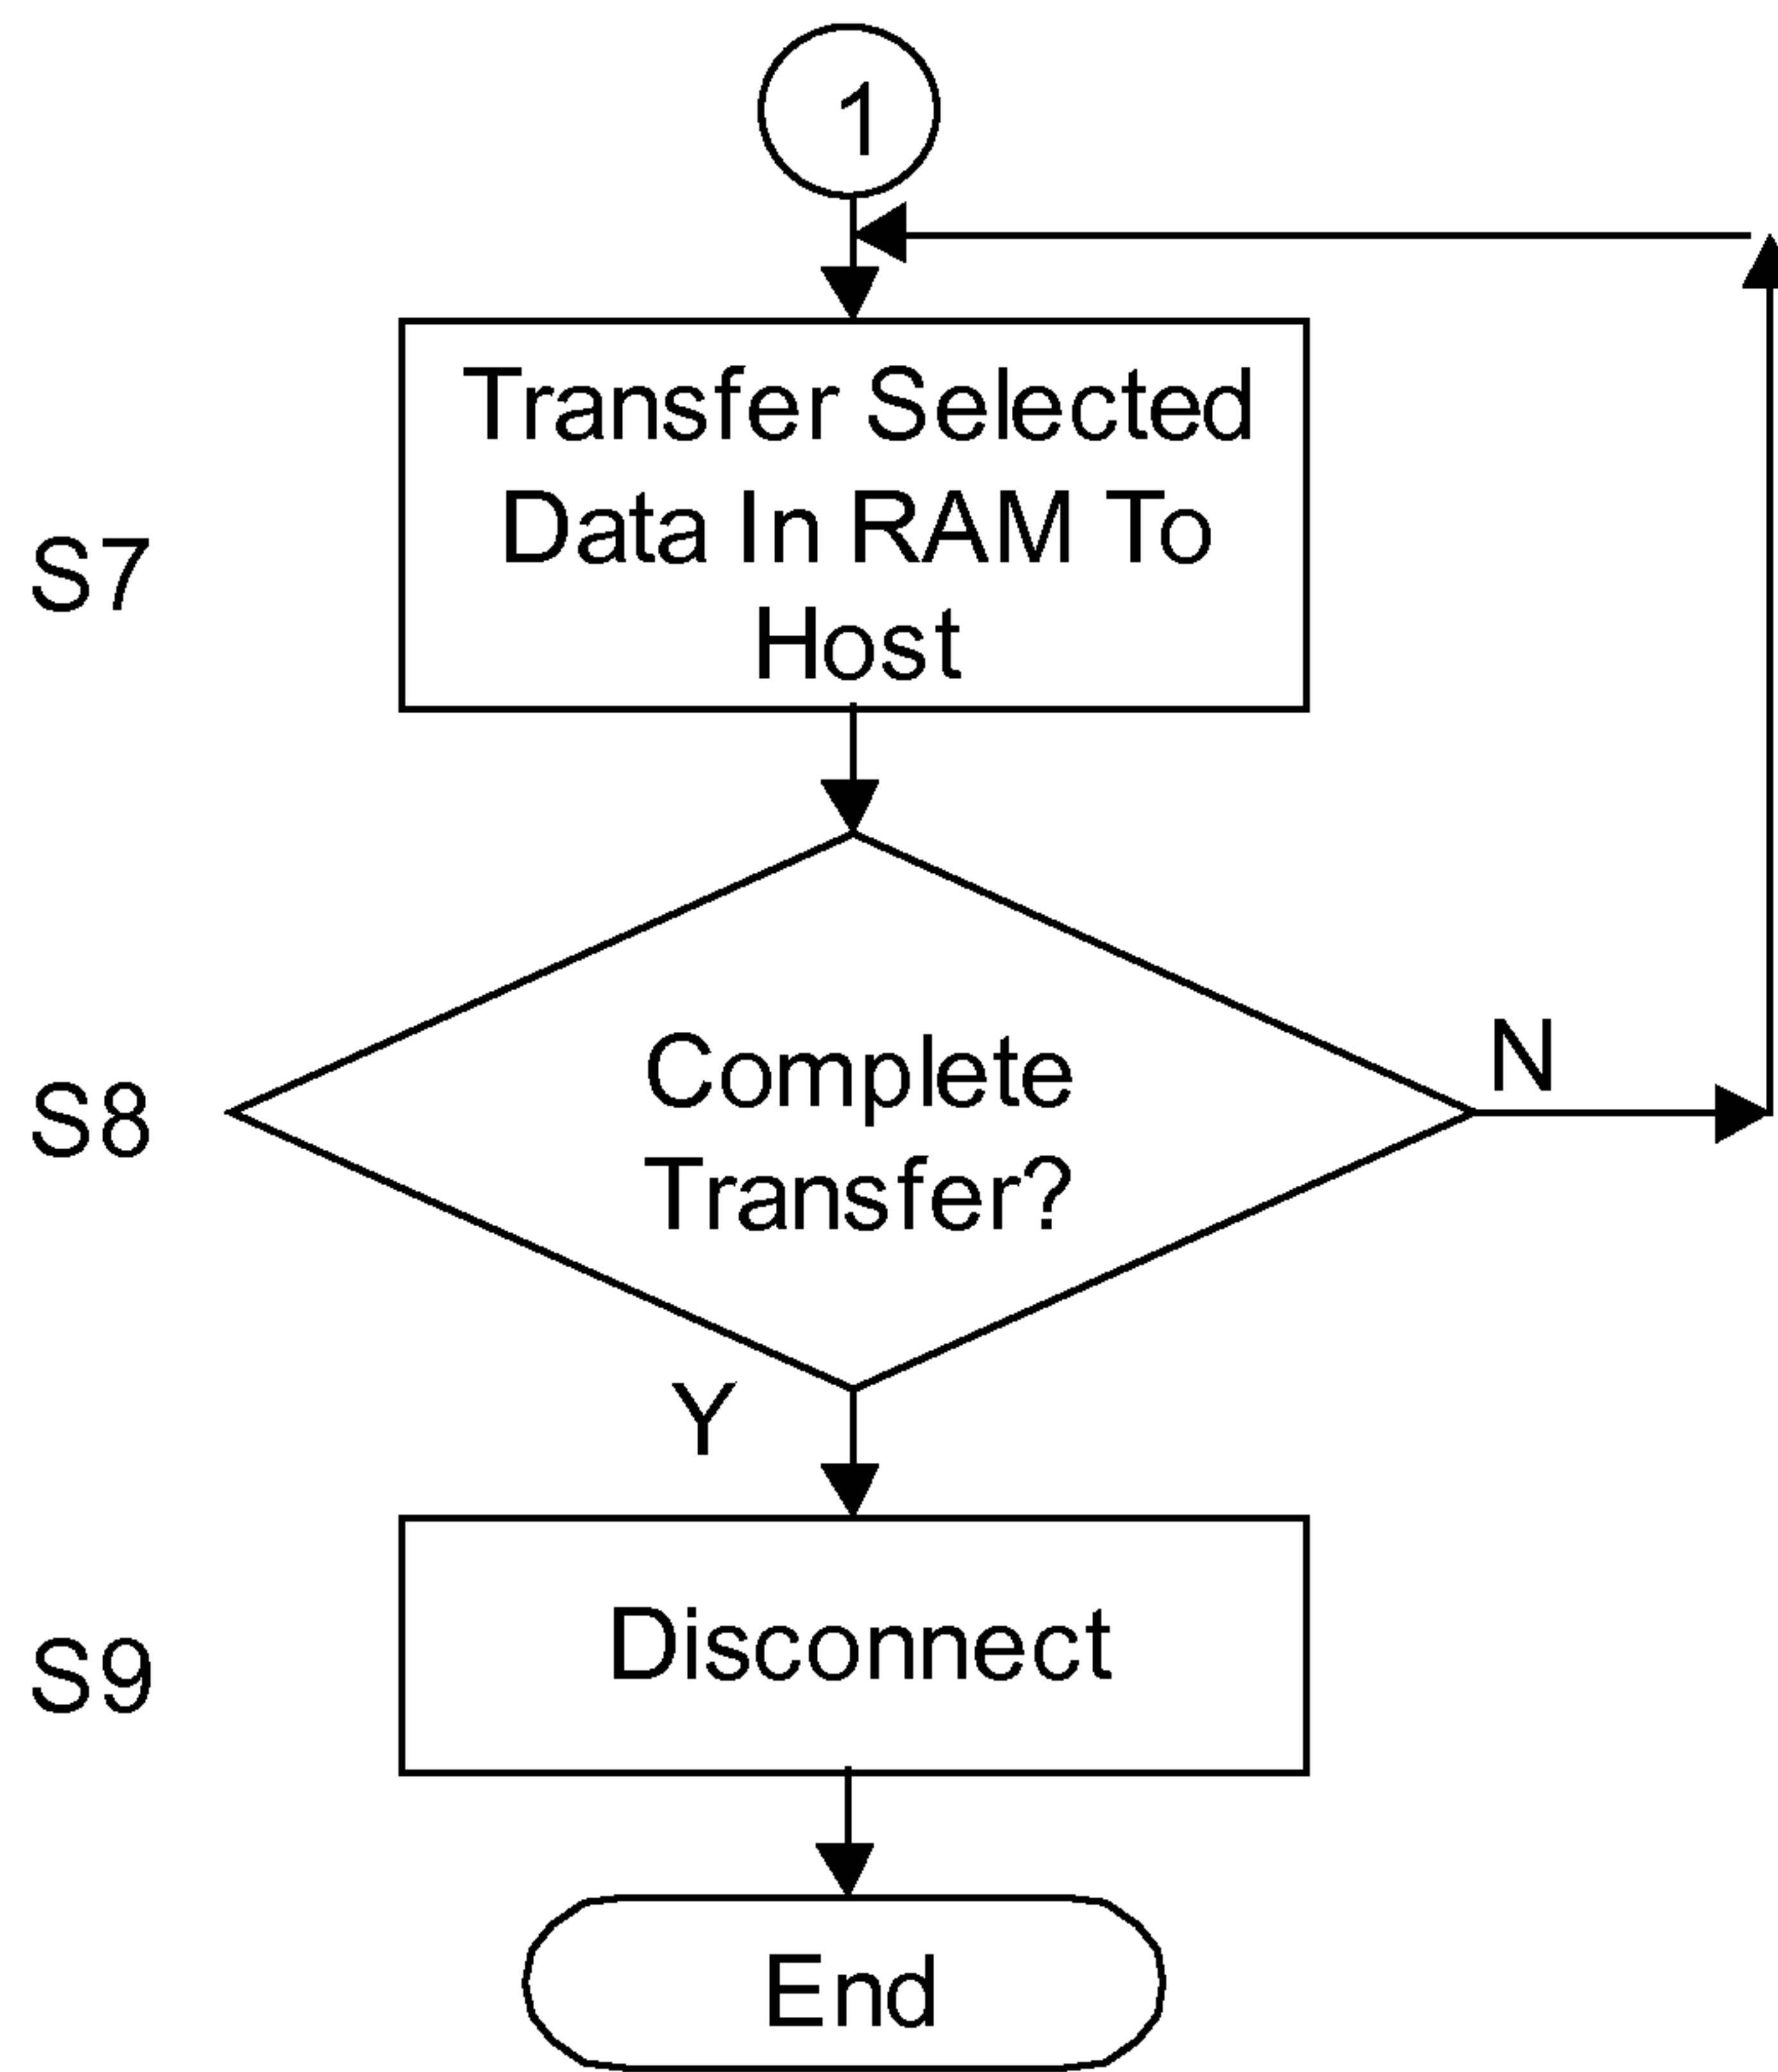 1
Transfer Selected
Data In RAM To
Host
S7
Complete
Transfer?
N
S8
Y
Disconnect
S9
End